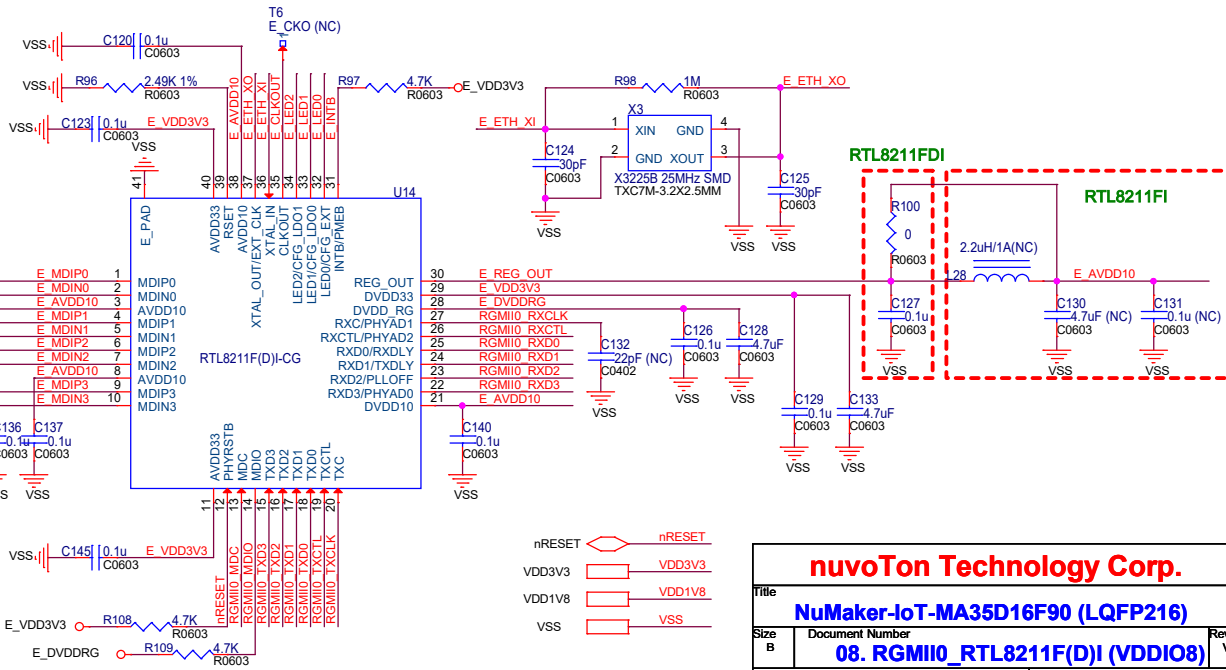 T6
E_CKO (NC)
VSS
C120
0.1u
C0603
VSS
R96
2.49K 1%
R0603
VSS
C123
0.1u
C0603
E_VDD3V3
VSS
E_AVDD10
E_ETH_XO
E_ETH_XI
E_CLKOUT
E_LED2
E_LED1
E_LED0
E_INTB
R97
4.7K
R0603
E_VDD3V3
R98
1M
R0603
E_ETH_XO
E_ETH_XI
X3
1 XIN GND 4
2 GND XOUT 3
X3225B 25MHz SMD
TXC7M-3.2X2.5MM
C124
30pF
C0603
VSS
VSS
C125
30pF
C0603
VSS
RTL8211FDI
RTL8211FI
R100
0
R0603
2.2uH/1A(NC)
L28
E_AVDD10
C127
0.1u
C0603
VSS
C130
4.7uF (NC)
C0603
VSS
C131
0.1u (NC)
C0603
VSS
41 40 39 38 37 36 35 34 33 32 31
U14
E_PAD
AVDD33
RSET
AVDD10
XTAL_OUT/EXT_CLK
XTAL_IN
CLKOUT
LED2/CFG_LDO1
LED1/CFG_LDO0
LED0/CFG_EXT
INTB/PMEB
E_MDIP0 1 MDIP0
E_MDIN0 2 MDIN0
E_AVDD10 3 AVDD10
E_MDIP1 4 MDIP1
E_MDIN1 5 MDIN1
E_MDIP2 6 MDIP2
E_MDIN2 7 MDIN2
E_AVDD10 8 AVDD10
E_MDIP3 9 MDIP3
E_MDIN3 10 MDIN3
RTL8211F(D)I-CG
REG_OUT 30 E_REG_OUT
DVDD33 29 E_VDD3V3
DVDD_RG 28 E_DVDDRG
RXC/PHYAD1 27 RGMII0_RXCLK
RXCTL/PHYAD2 26 RGMII0_RXCTL
RXD0/RXDLY 25 RGMII0_RXD0
RXD1/TXDLY 24 RGMII0_RXD1
RXD2/PLLOFF 23 RGMII0_RXD2
RXD3/PHYAD0 22 RGMII0_RXD3
DVDD10 21 E_AVDD10
C132
22pF (NC)
C0402
VSS
C126
0.1u
C0603
VSS
C128
4.7uF
C0603
VSS
C129
0.1u
C0603
VSS
C133
4.7uF
C0603
VSS
C136
0.1u
C0603
C137
0.1u
C0603
VSS
C140
0.1u
C0603
VSS
AVDD33
PHYRSTB
MDC
MDIO
TXD3
TXD2
TXD1
TXD0
TXCTL
TXC
11 12 13 14 15 16 17 18 19 20
VSS
C145
0.1u
C0603
E_VDD3V3
nRESET
RGMII0_MDC
RGMII0_MDIO
RGMII0_TXD3
RGMII0_TXD2
RGMII0_TXD1
RGMII0_TXD0
RGMII0_TXCTL
RGMII0_TXCLK
E_VDD3V3
R108
4.7K
R0603
E_DVDDRG
R109
4.7K
R0603
nRESET nRESET
VDD3V3 VDD3V3
VDD1V8 VDD1V8
VSS VSS
nuvoTon Technology Corp.
Title
NuMaker-IoT-MA35D16F90 (LQFP216)
Size
B
Document Number
08. RGMII0_RTL8211F(D)I (VDDIO8)